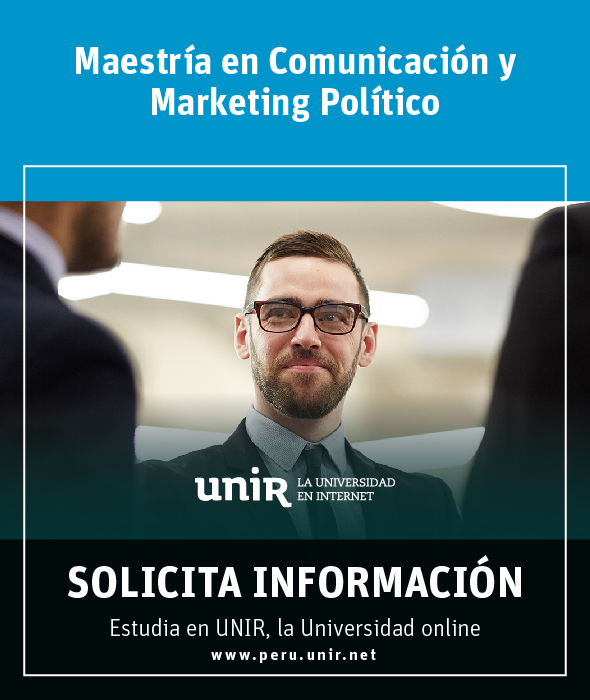 Maestría en Comunicación y
Marketing Político
unir LA UNIVERSIDAD
EN INTERNET
SOLICITA INFORMACIÓN
Estudia en UNIR, la Universidad online
www.peru.unir.net